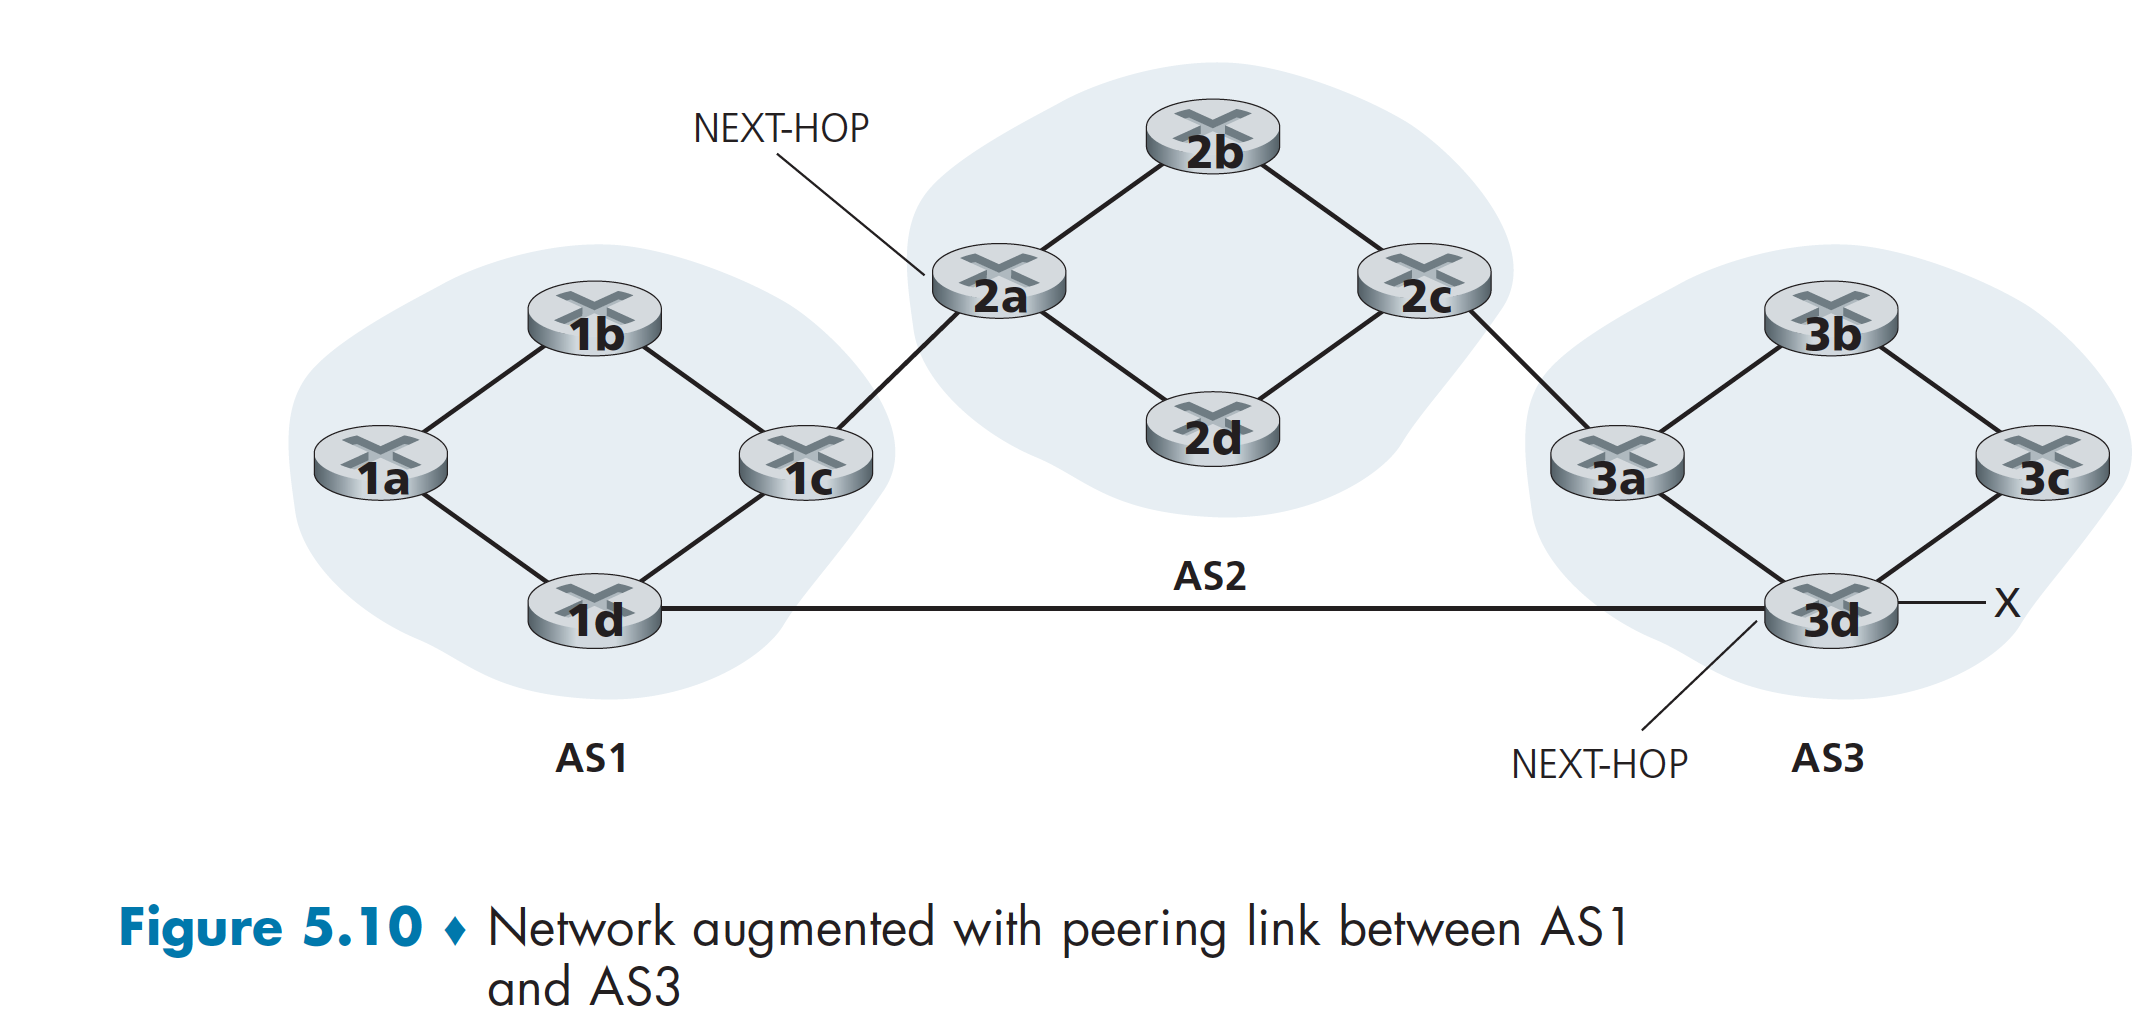 NEXT-HOP
2b
2a
2c
1b
3b
2d
1a
1c
3a
3c
AS2
1d
3d
X
NEXT-HOP
AS1
AS3
Figure 5.10 ♦ Network augmented with peering link between AS1
and AS3